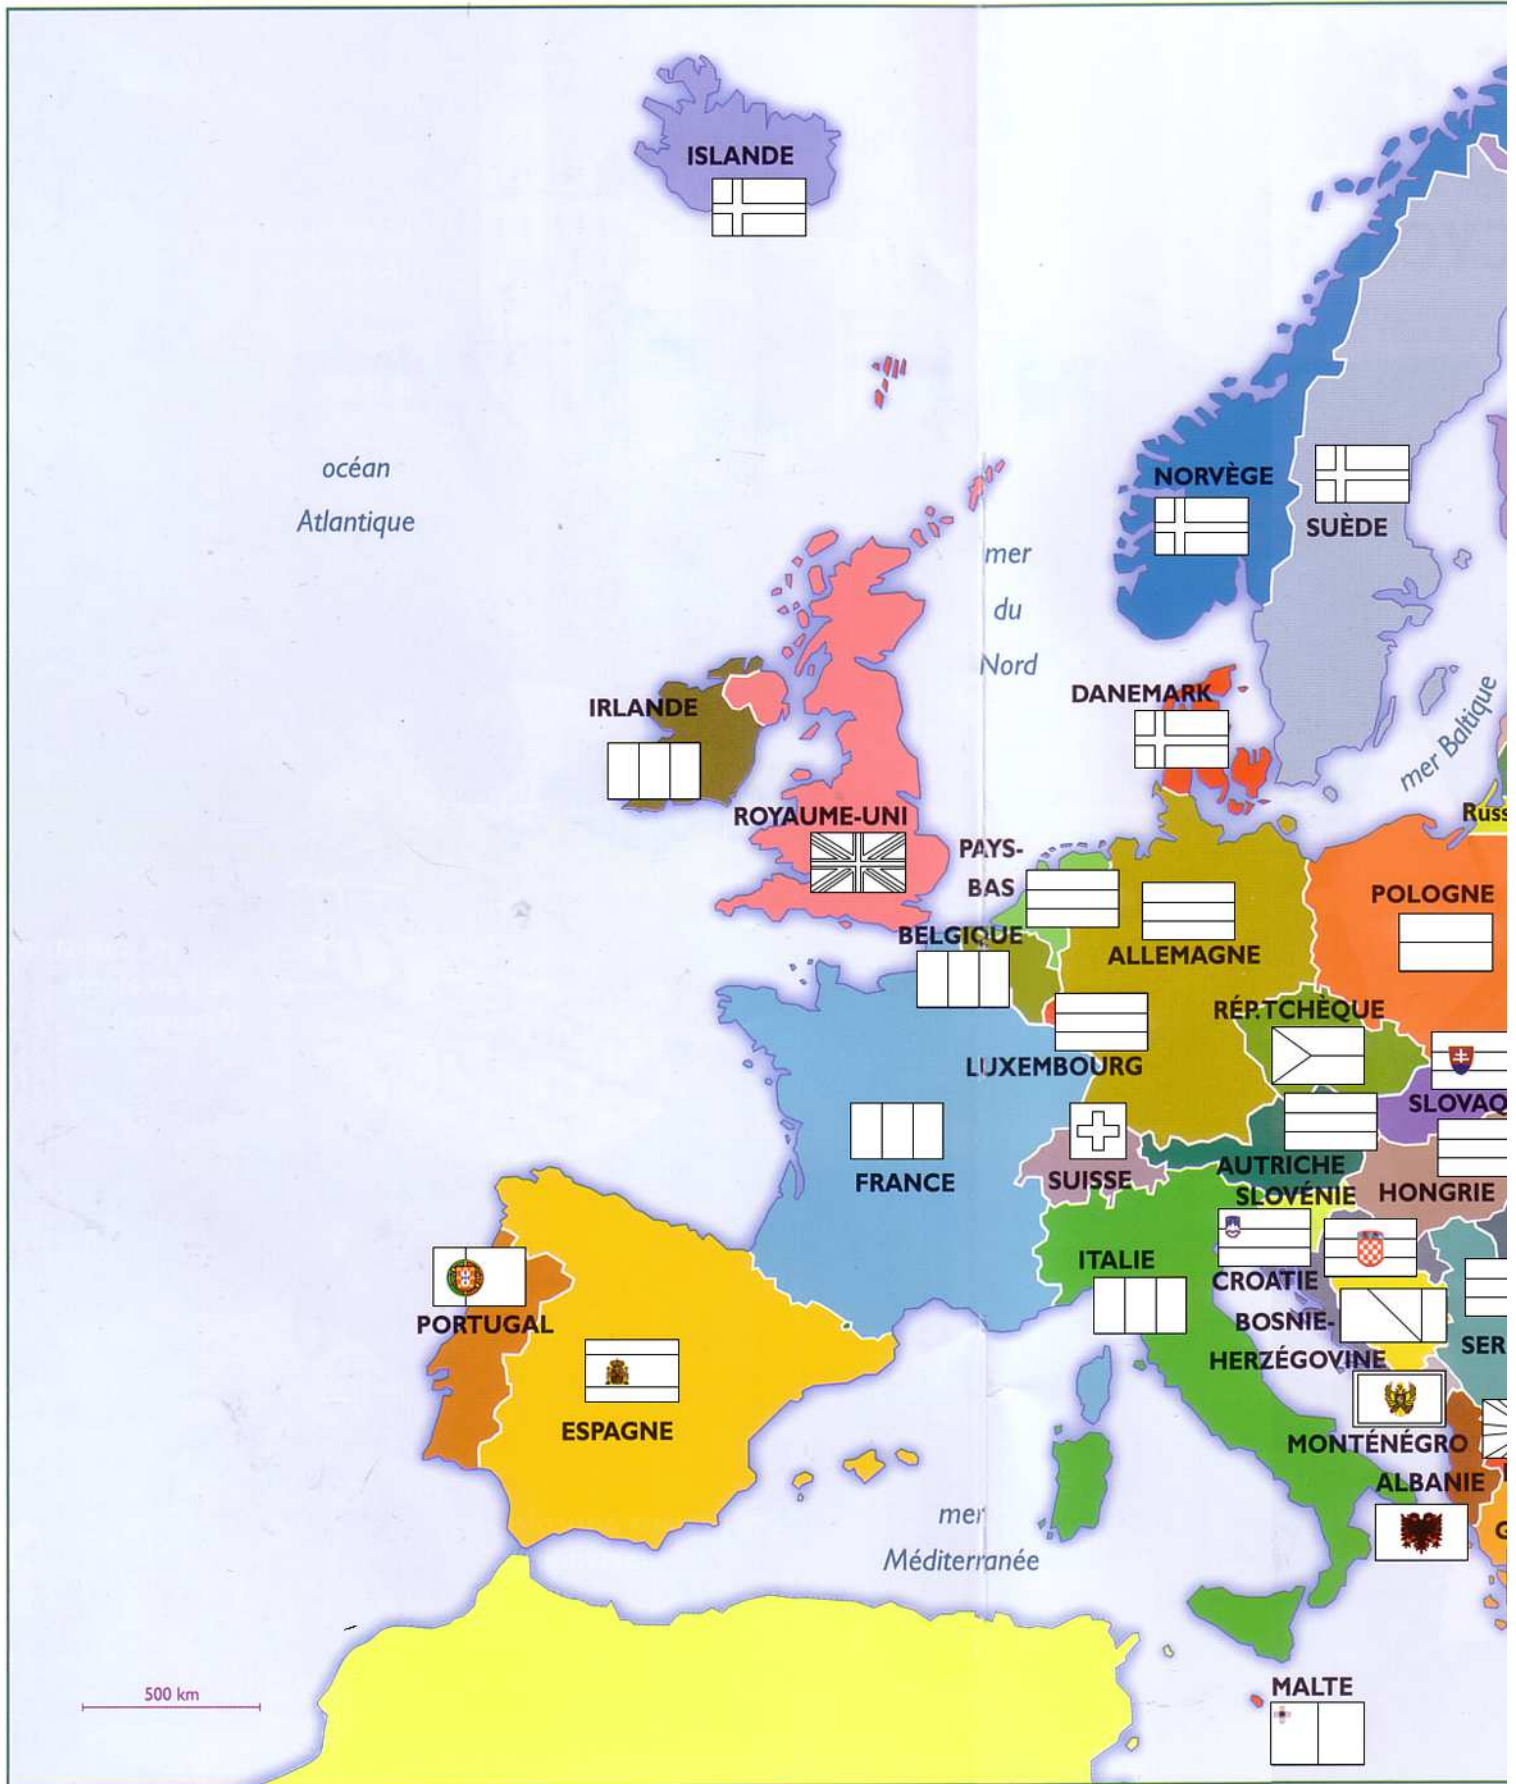 ISLANDE
océan
Atlantique
NORVÈGE
SUÈDE
mer
du
Nord
DANEMARK
IRLANDE
mer Baltique
ROYAUME-UNI
Russ
PAYS-
BAS
POLOGNE
BELGIQUE
ALLEMAGNE
RÉP.TCHÈQUE
LUXEMBOURG
SLOVAQ
FRANCE
SUISSE
AUTRICHE
SLOVÉNIE
HONGRIE
ITALIE
CROATIE
PORTUGAL
BOSNIE-
HERZÉGOVINE
SER
ESPAGNE
MONTÉNÉGRO
ALBANIE
mer
Méditerranée
G
MALTE
500 km